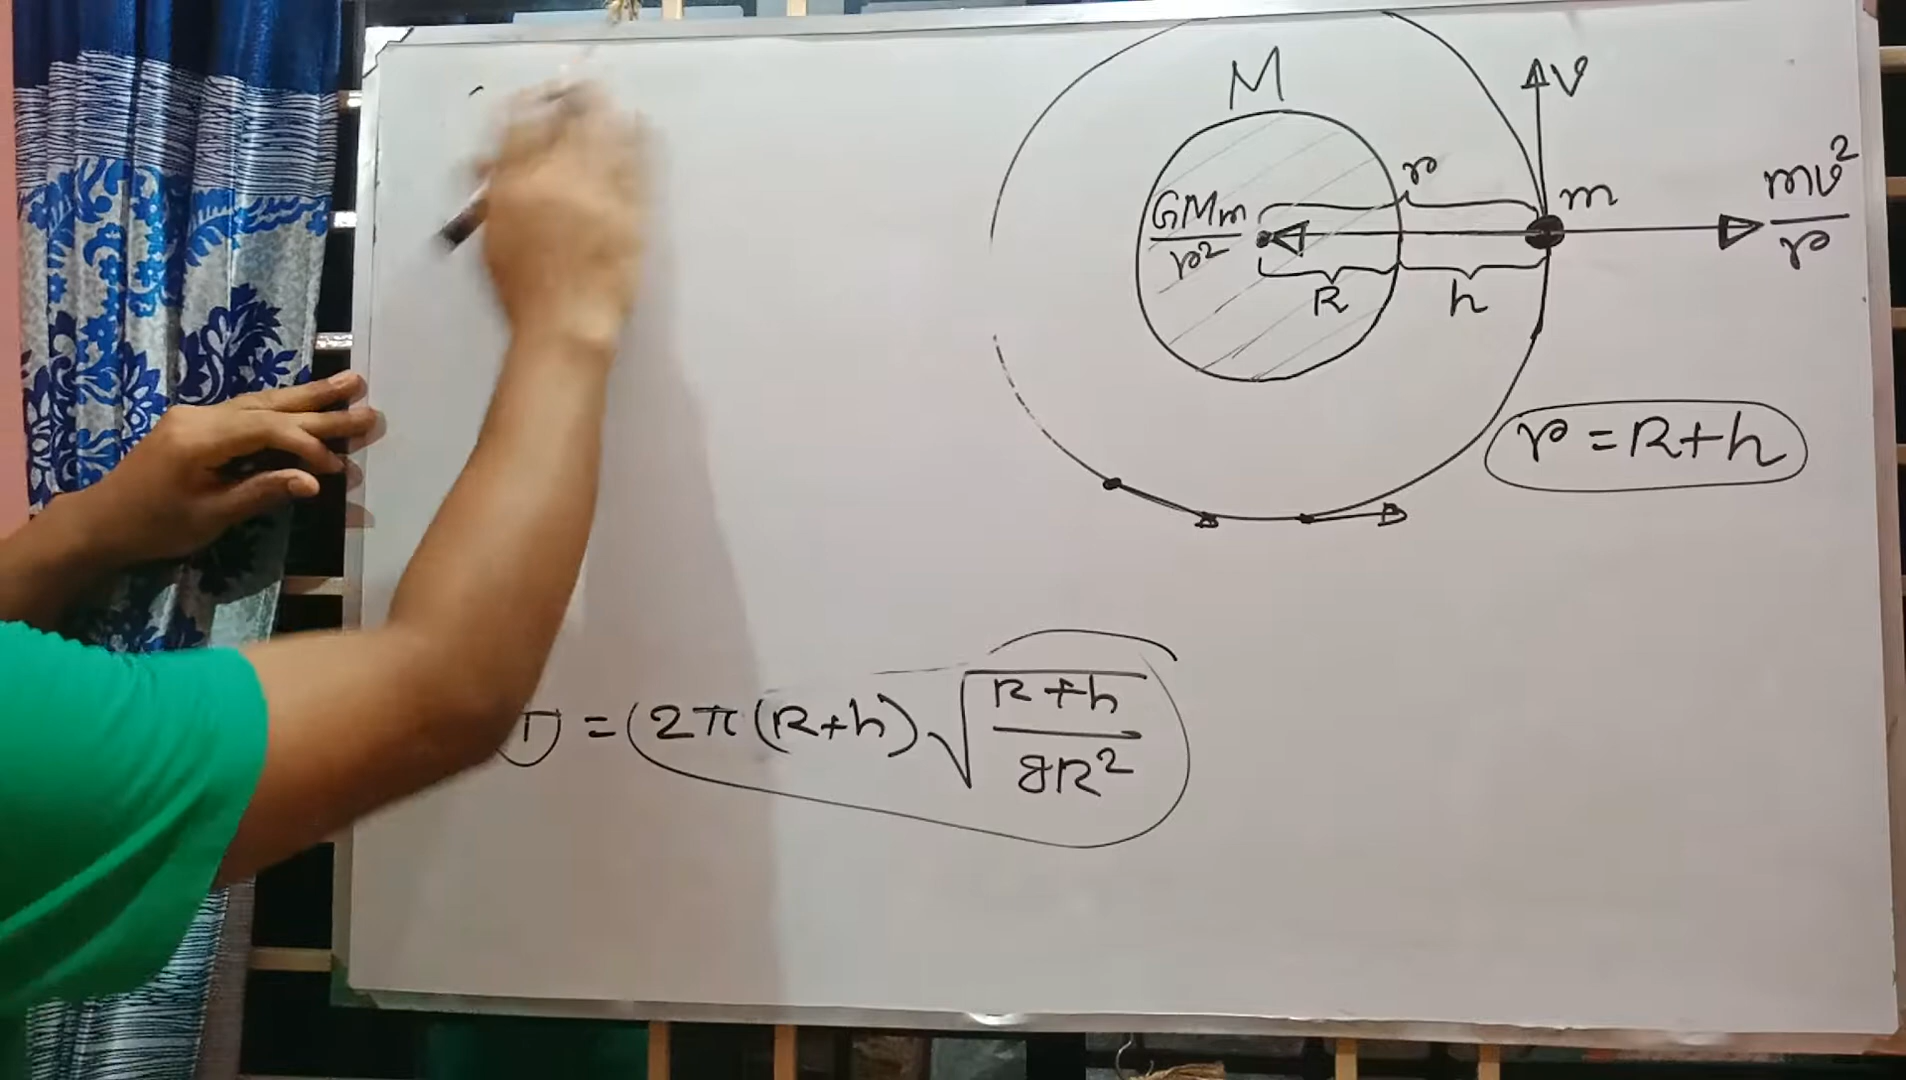 M
v
r
m
mv²/r
GMm/r²
R
h
r = R+h
T = 2π(R+h)√((R+h)/gR²)